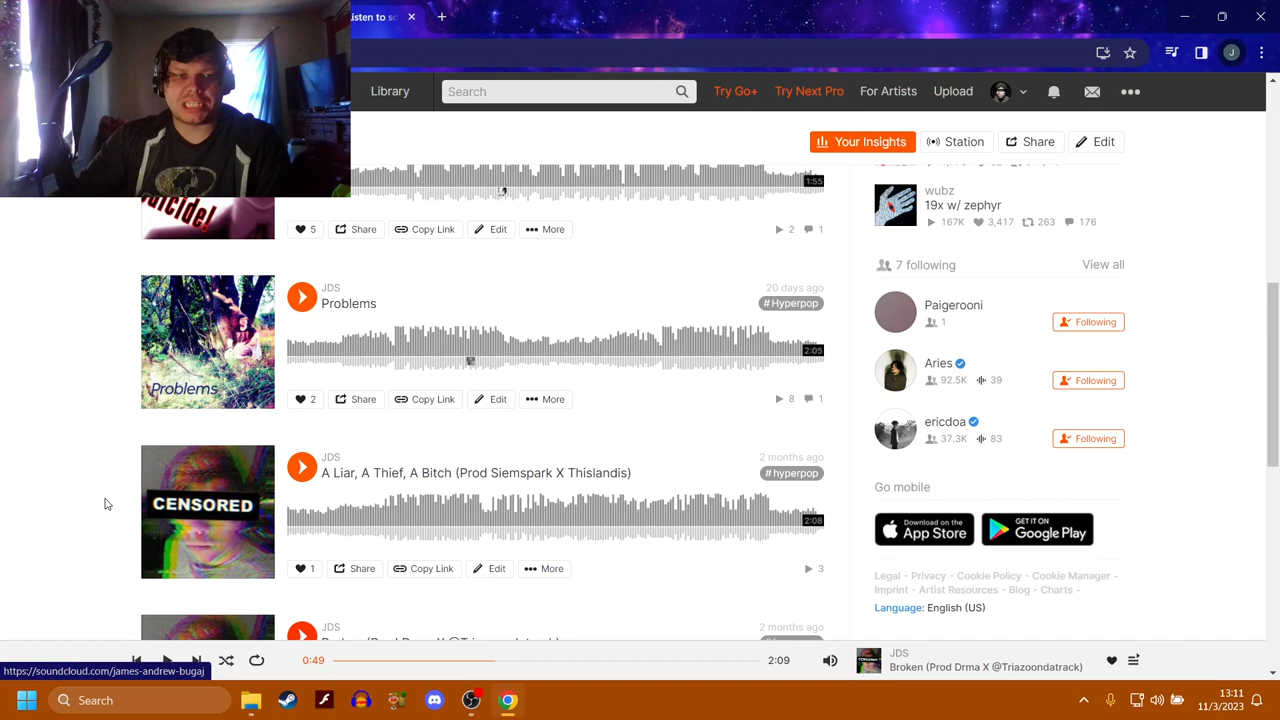 listen to so
J
Library
Search
Try Go+
Try Next Pro
For Artists
Upload
Your Insights
Station
Share
Edit
1:55
5
Share
Copy Link
Edit
More
2
1
wubz
19x w/ zephyr
167K
3,417
263
176
7 following
View all
Paigerooni
1
Following
Aries
92.5K
39
Following
ericdoa
37.3K
83
Following
JDS
20 days ago
Problems
#Hyperpop
2:05
Problems
2
Share
Copy Link
Edit
More
8
1
JDS
2 months ago
A Liar, A Thief, A Bitch (Prod Siemspark X Thislandis)
#hyperpop
CENSORED
2:08
1
Share
Copy Link
Edit
More
3
2 months ago
Go mobile
Download on the
App Store
GET IT ON
Google Play
Legal - Privacy - Cookie Policy - Cookie Manager -
Imprint - Artist Resources - Blog - Charts -
Language: English (US)
0:49
2:09
JDS
Broken (Prod Drma X @Triazoondatrack)
https://soundcloud.com/james-andrew-bugaj
Search
13:11
11/3/2023